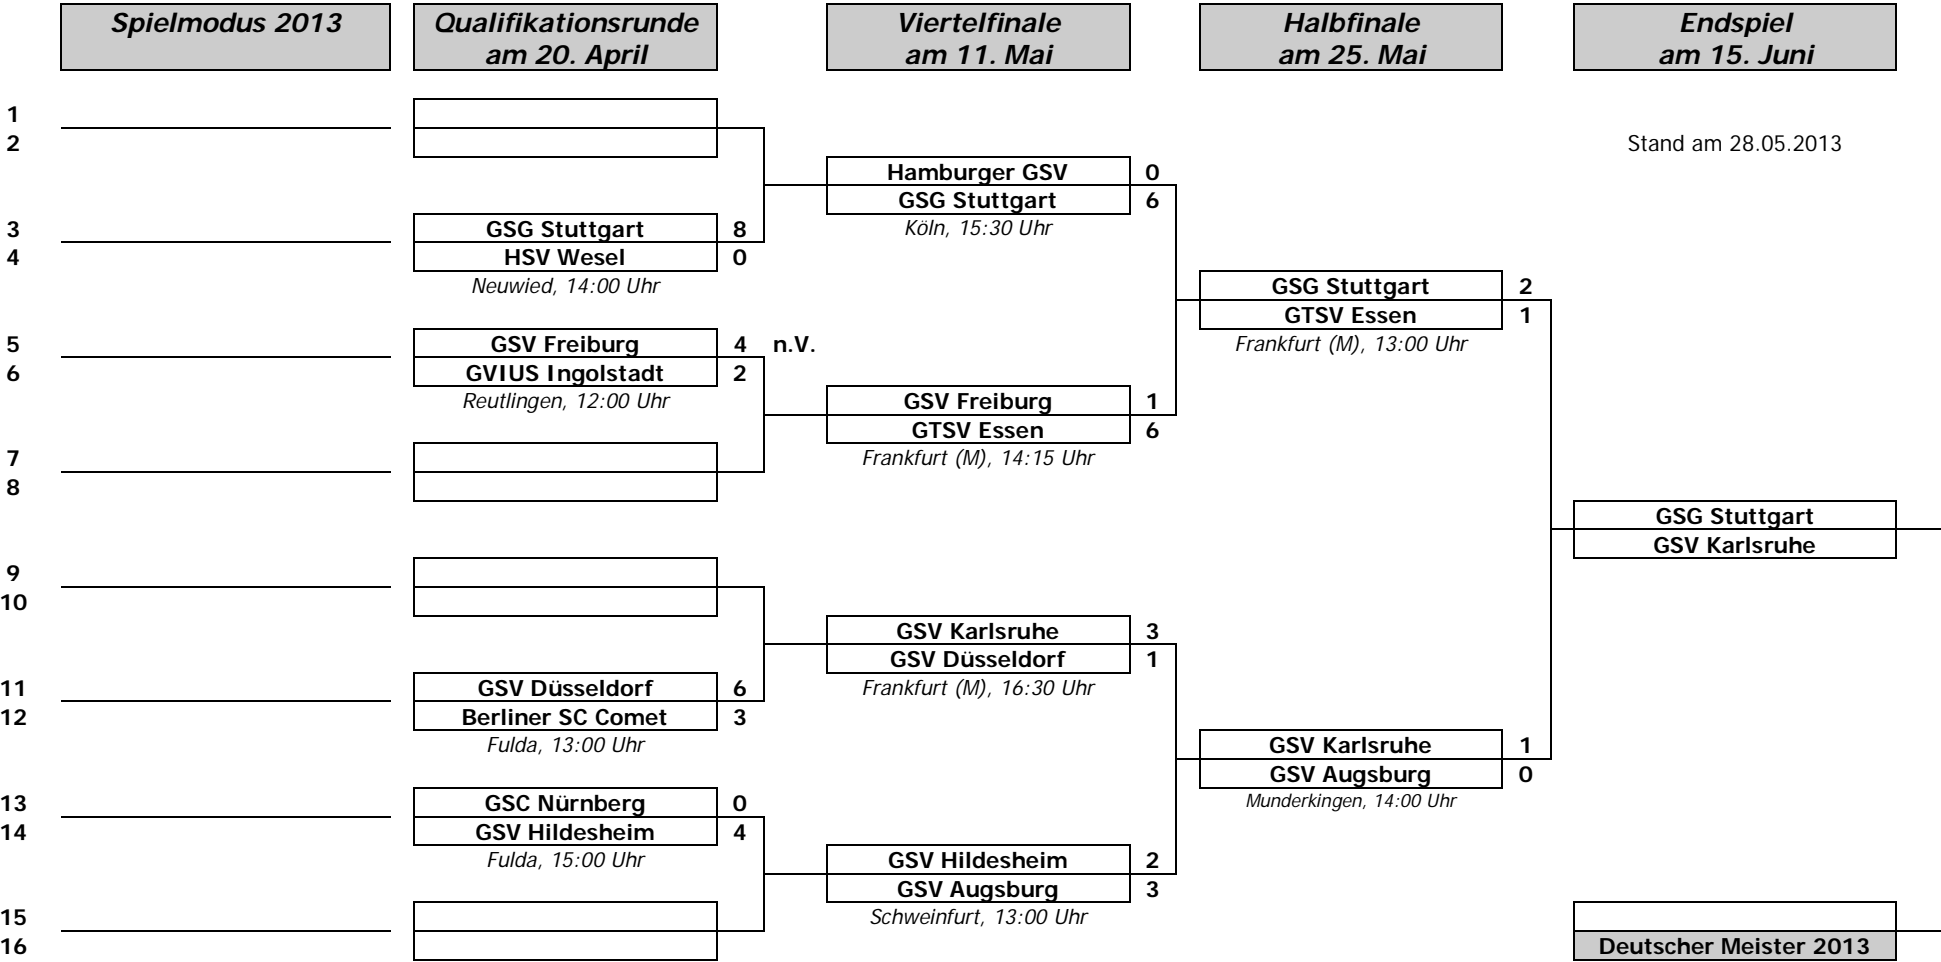 Spielmodus 2013
Qualifikationsrunde
am 20. April
Viertelfinale
am 11. Mai
Halbfinale
am 25. Mai
Endspiel
am 15. Juni
Stand am 28.05.2013
1
2
3
4
5
6
7
8
9
10
11
12
13
14
15
16
GSG Stuttgart 8
HSV Wesel 0
Neuwied, 14:00 Uhr
GSV Freiburg 4 n.V.
GVIUS Ingolstadt 2
Reutlingen, 12:00 Uhr
GSV Düsseldorf 6
Berliner SC Comet 3
Fulda, 13:00 Uhr
GSC Nürnberg 0
GSV Hildesheim 4
Fulda, 15:00 Uhr
Hamburger GSV 0
GSG Stuttgart 6
Köln, 15:30 Uhr
GSV Freiburg 1
GTSV Essen 6
Frankfurt (M), 14:15 Uhr
GSV Karlsruhe 3
GSV Düsseldorf 1
Frankfurt (M), 16:30 Uhr
GSV Hildesheim 2
GSV Augsburg 3
Schweinfurt, 13:00 Uhr
GSG Stuttgart 2
GTSV Essen 1
Frankfurt (M), 13:00 Uhr
GSV Karlsruhe 1
GSV Augsburg 0
Munderkingen, 14:00 Uhr
GSG Stuttgart
GSV Karlsruhe
Deutscher Meister 2013